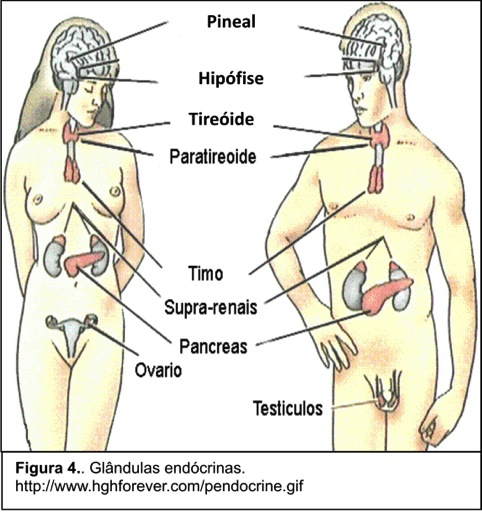 Pineal
Hipófise
Tireóide
Paratireoide
Timo
Supra-renais
Pancreas
Ovario
Testiculos
Figura 4.. Glândulas endócrinas.
http://www.hghforever.com/pendocrine.gif